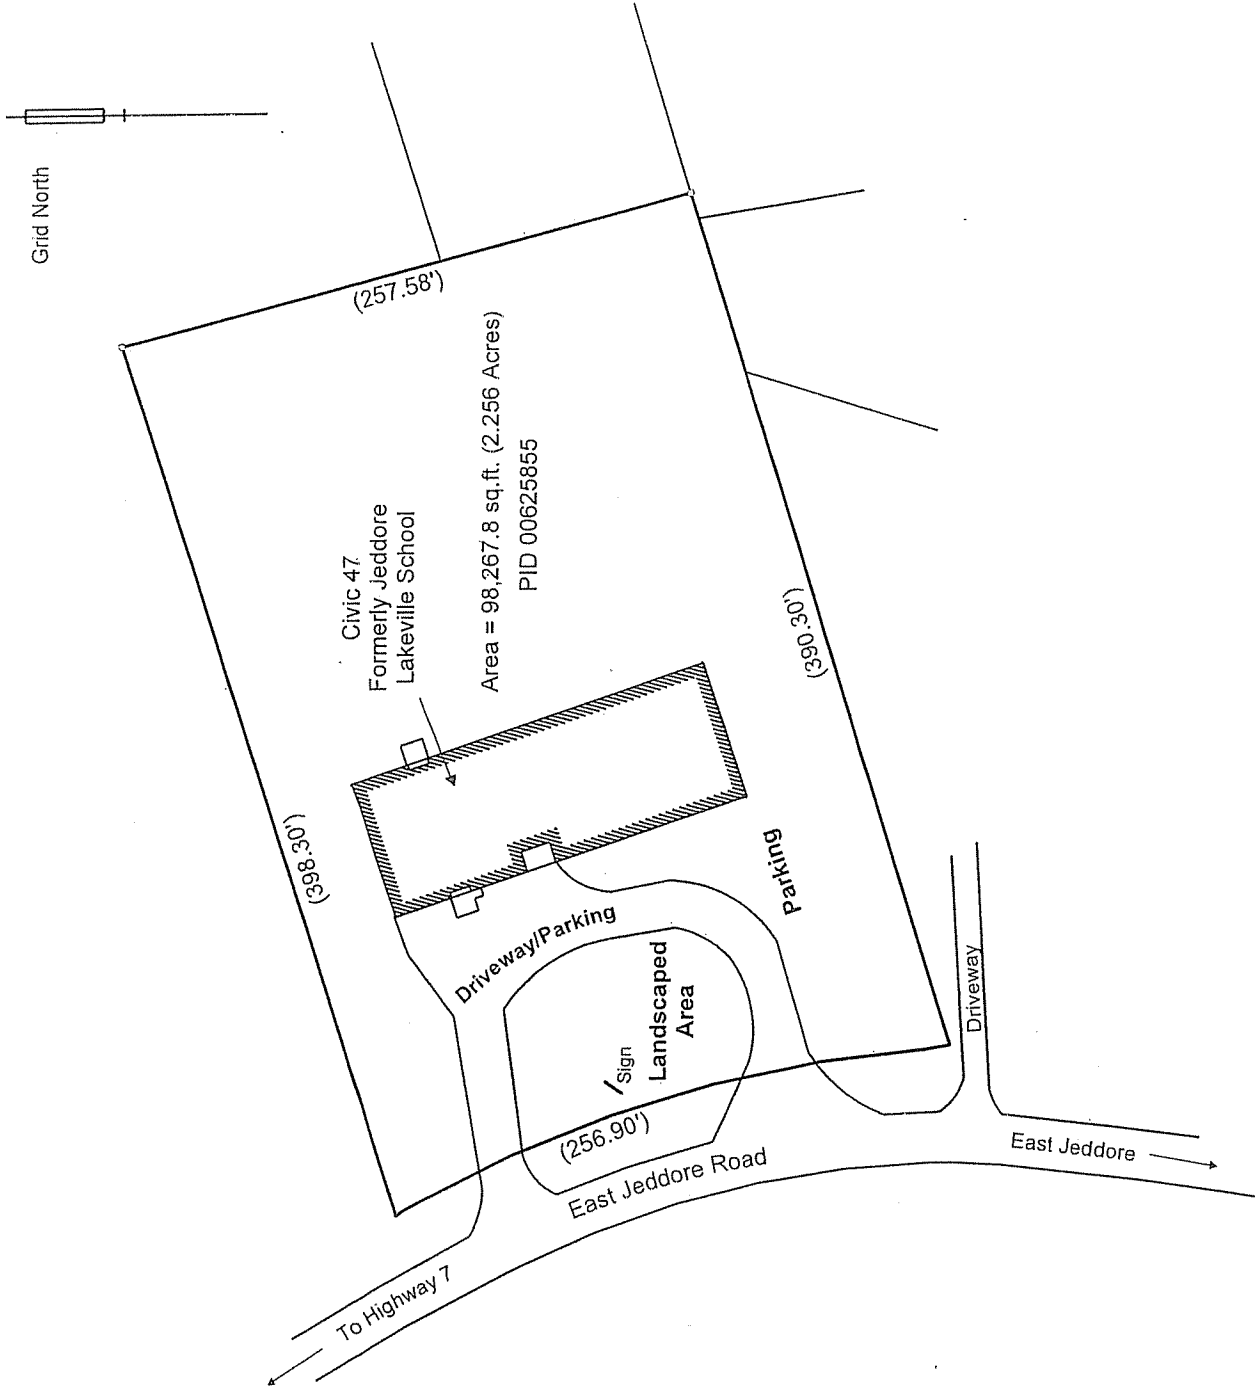 Grid North
(257.58')
Civic 47
Formerly Jeddore
Lakeville School
Area = 98,267.8 sq.ft. (2.256 Acres)
PID 00625855
(398.30')
(390.30')
Driveway/Parking
Parking
Landscaped
Area
Sign
Driveway
(256.90')
East Jeddore Road
East Jeddore
To Highway 7